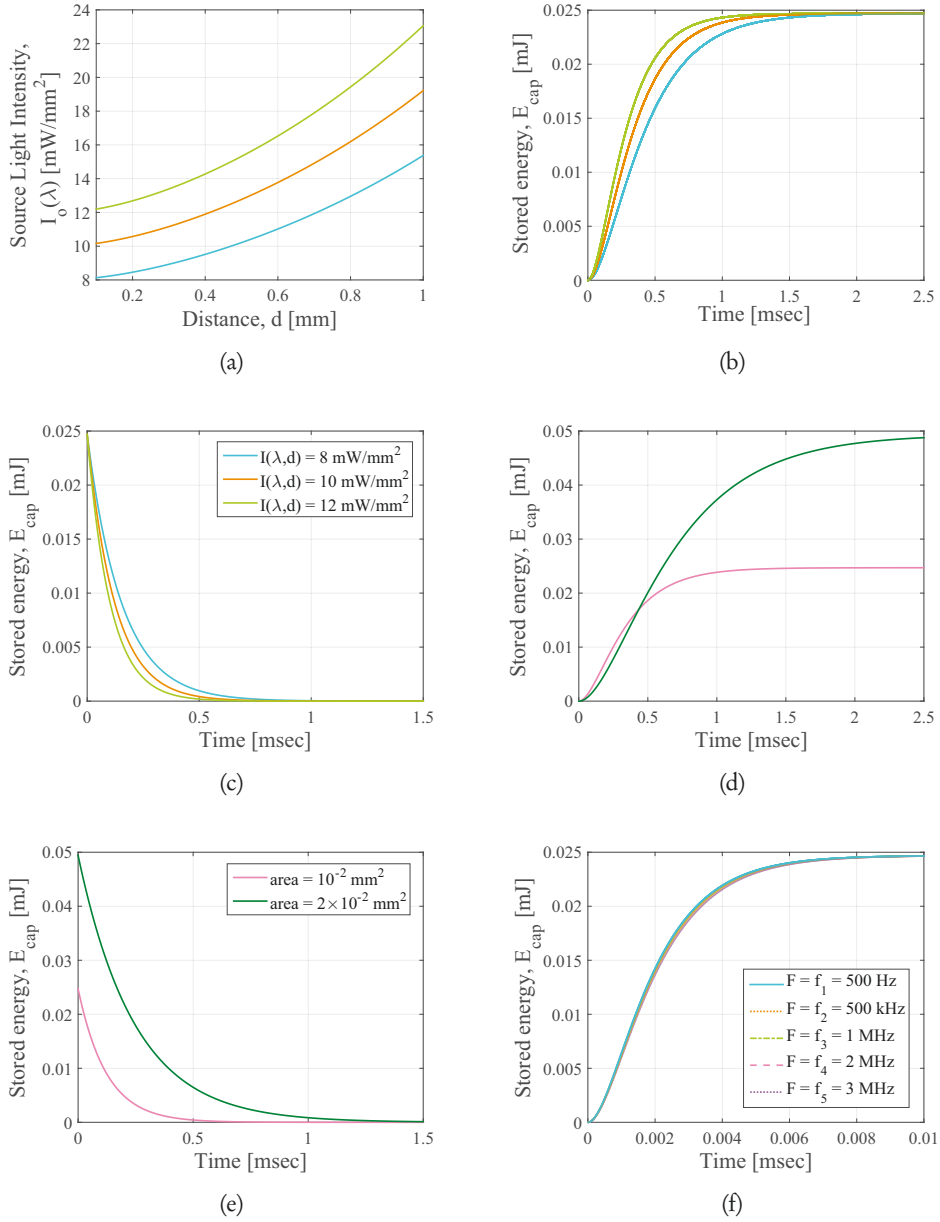 Source Light Intensity,
I_o(λ) [mW/mm²]
24
22
20
18
16
14
12
10
8
0.2
0.4
0.6
0.8
1
Distance, d [mm]
(a)
Stored energy, E_cap [mJ]
0.025
0.02
0.015
0.01
0.005
0
0
0.5
1
1.5
2
2.5
Time [msec]
(b)
Stored energy, E_cap [mJ]
0.025
0.02
0.015
0.01
0.005
0
I(λ,d) = 8 mW/mm²
I(λ,d) = 10 mW/mm²
I(λ,d) = 12 mW/mm²
0
0.5
1
1.5
Time [msec]
(c)
Stored energy, E_cap [mJ]
0.05
0.04
0.03
0.02
0.01
0
0
0.5
1
1.5
2
2.5
Time [msec]
(d)
Stored energy, E_cap [mJ]
0.05
0.04
0.03
0.02
0.01
0
area = 10⁻² mm²
area = 2×10⁻² mm²
0
0.5
1
1.5
Time [msec]
(e)
Stored energy, E_cap [mJ]
0.025
0.02
0.015
0.01
0.005
0
F = f₁ = 500 Hz
F = f₂ = 500 kHz
F = f₃ = 1 MHz
F = f₄ = 2 MHz
F = f₅ = 3 MHz
0
0.002
0.004
0.006
0.008
0.01
Time [msec]
(f)